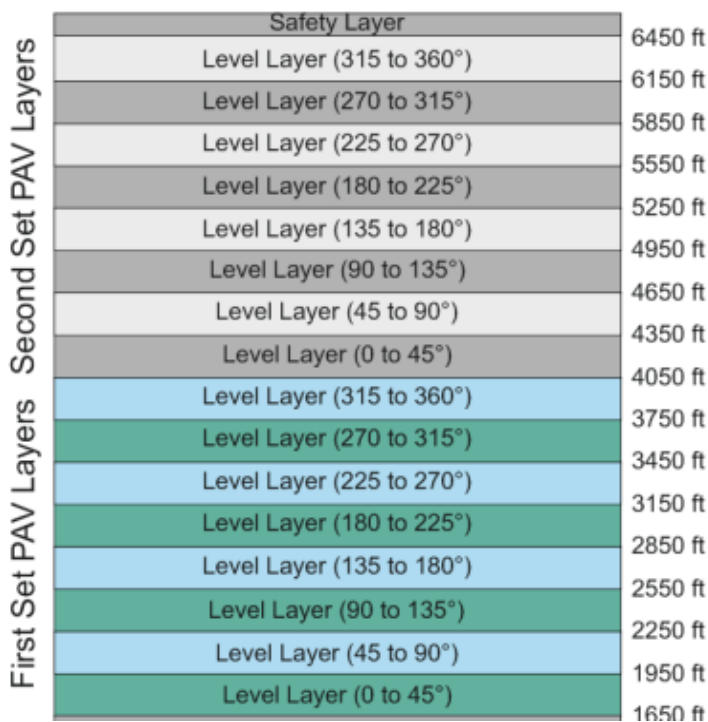 Safety Layer
6450 ft
Level Layer (315 to 360°)
6150 ft
Level Layer (270 to 315°)
5850 ft
Level Layer (225 to 270°)
5550 ft
Level Layer (180 to 225°)
5250 ft
Level Layer (135 to 180°)
4950 ft
Level Layer (90 to 135°)
4650 ft
Level Layer (45 to 90°)
4350 ft
Level Layer (0 to 45°)
4050 ft
Second Set PAV Layers
Level Layer (315 to 360°)
3750 ft
Level Layer (270 to 315°)
3450 ft
Level Layer (225 to 270°)
3150 ft
Level Layer (180 to 225°)
2850 ft
Level Layer (135 to 180°)
2550 ft
Level Layer (90 to 135°)
2250 ft
Level Layer (45 to 90°)
1950 ft
Level Layer (0 to 45°)
1650 ft
First Set PAV Layers